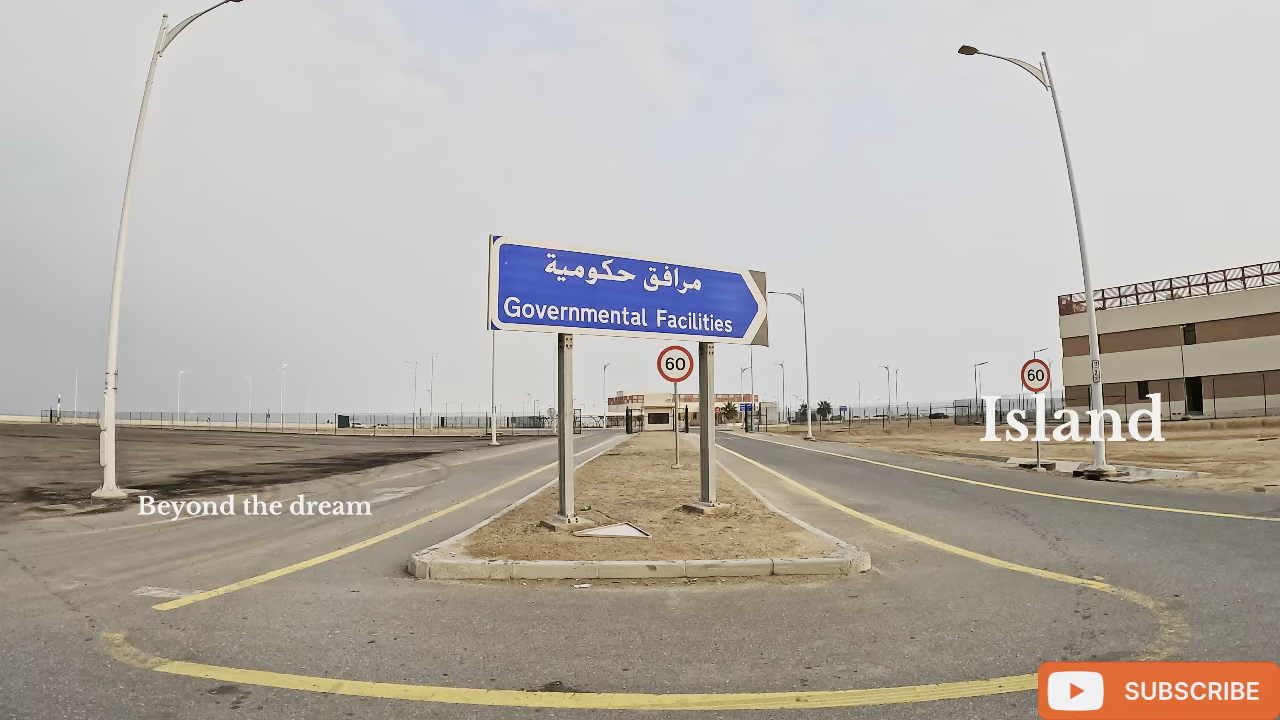 مرافق حكومية
Governmental Facilities
60
60
Island
Beyond the dream
SUBSCRIBE